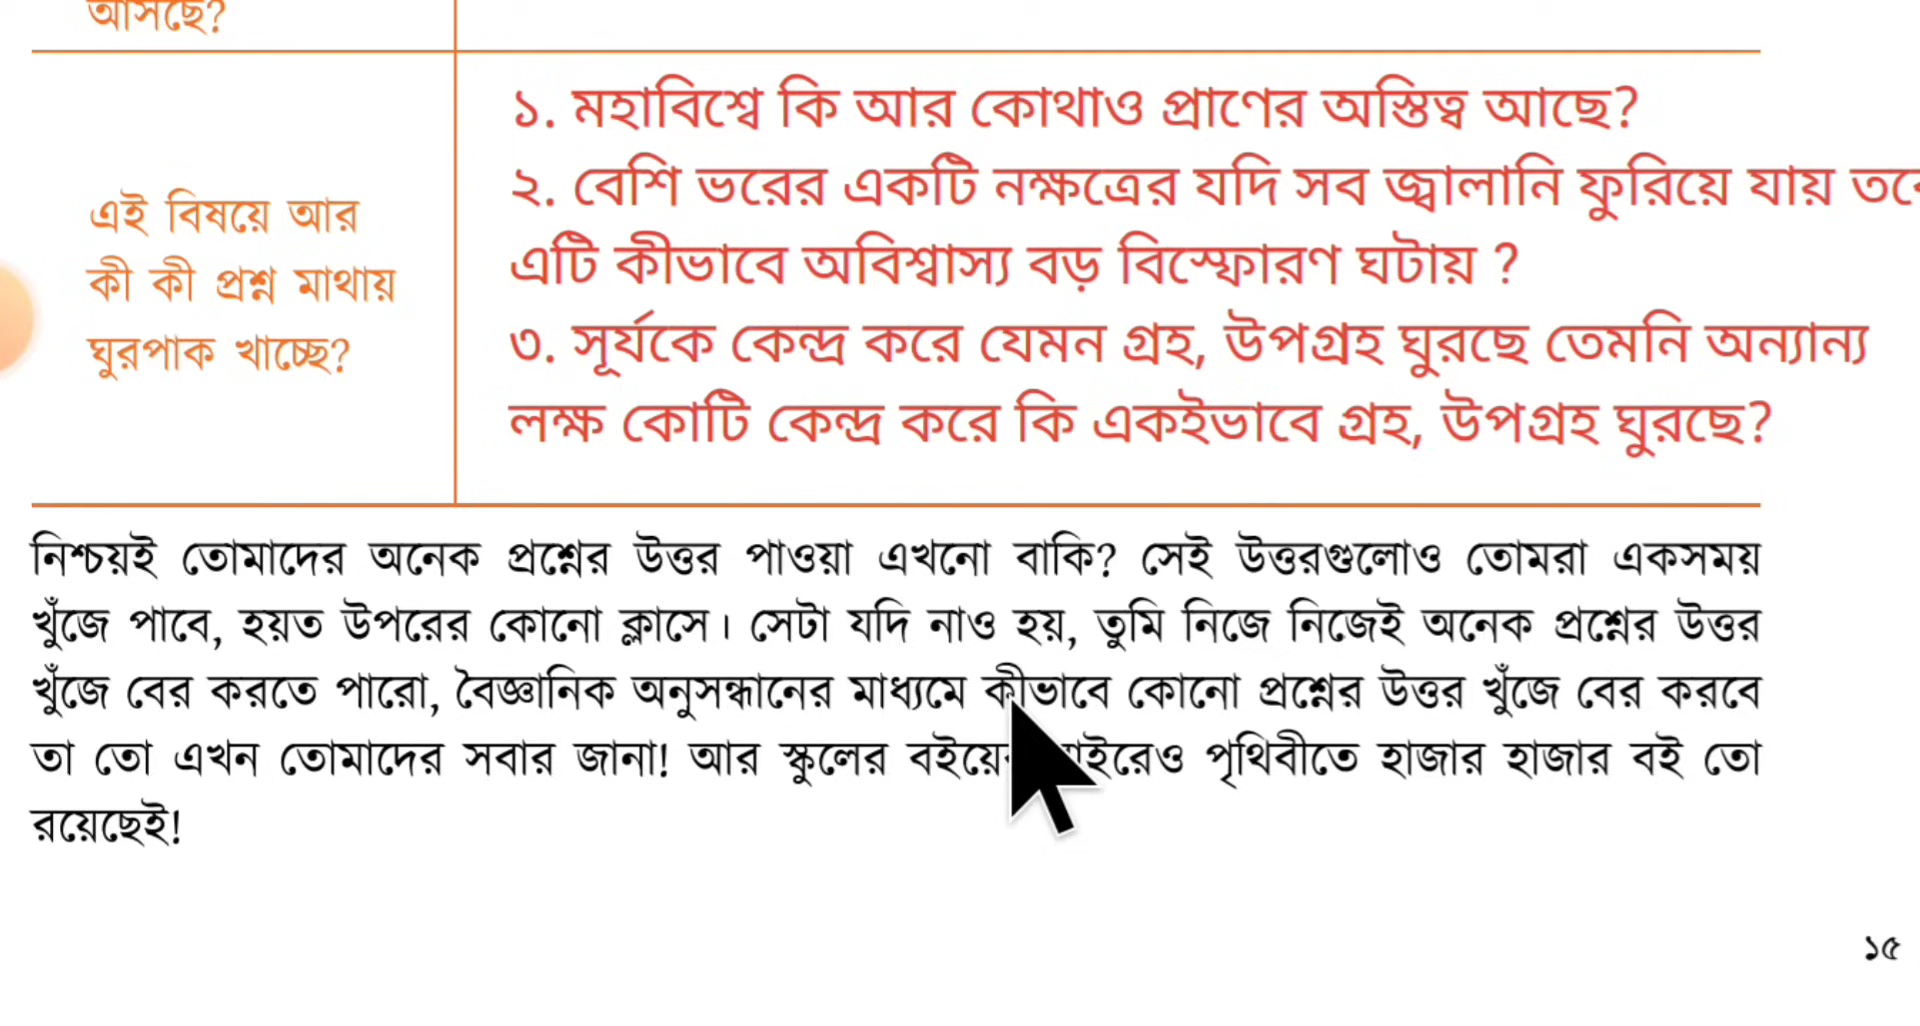 আসছে?
১. মহাবিশ্বে কি আর কোথাও প্রাণের অস্তিত্ব আছে?
২. বেশি ভরের একটি নক্ষত্রের যদি সব জ্বালানি ফুরিয়ে যায়
এটি কীভাবে অবিশ্বাস্য বড় বিস্ফোরণ ঘটায় ?
৩. সূর্যকে কেন্দ্র করে যেমন গ্রহ, উপগ্রহ ঘুরছে তেমনি অন্যান্য
লক্ষ কোটি কেন্দ্র করে কি একইভাবে গ্রহ, উপগ্রহ ঘুরছে?
এই বিষয়ে আর
কী কী প্রশ্ন মাথায়
ঘুরপাক খাচ্ছে?
নিশ্চয়ই তোমাদের অনেক প্রশ্নের উত্তর পাওয়া এখনো বাকি? সেই উত্তরগুলোও তোমরা একসময়
খুঁজে পাবে, হয়ত উপরের কোনো ক্লাসে। সেটা যদি নাও হয়, তুমি নিজে নিজেই অনেক প্রশ্নের উত্তর
খুঁজে বের করতে পারো, বৈজ্ঞানিক অনুসন্ধানের মাধ্যমে কীভাবে কোনো প্রশ্নের উত্তর খুঁজে বের করবে
তা তো এখন তোমাদের সবার জানা! আর স্কুলের পৃথিবীতে হাজার হাজার বই তো
রয়েছেই!
১৫